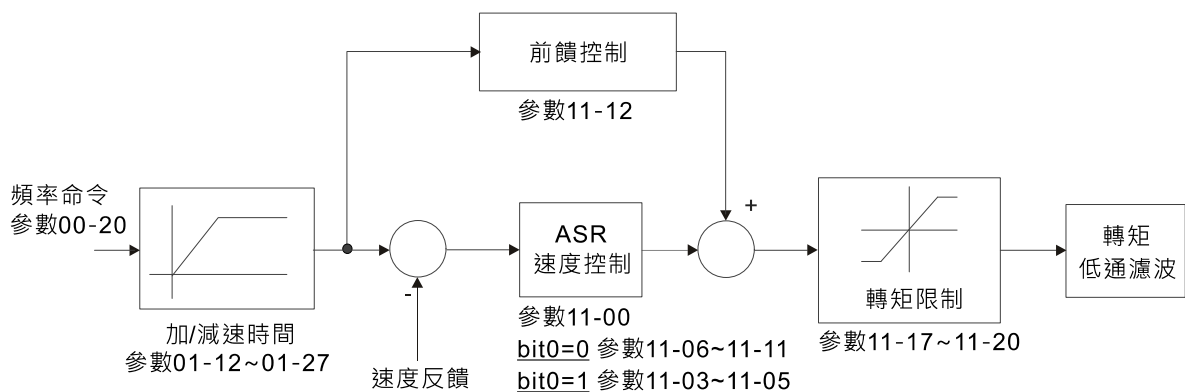 前饋控制
參數11-12
頻率命令
參數00-20
加/減速時間
參數01-12~01-27
-
速度反饋
ASR
速度控制
參數11-00
bit0=0 參數11-06~11-11
bit0=1 參數11-03~11-05
+
轉矩限制
參數11-17~11-20
轉矩
低通濾波